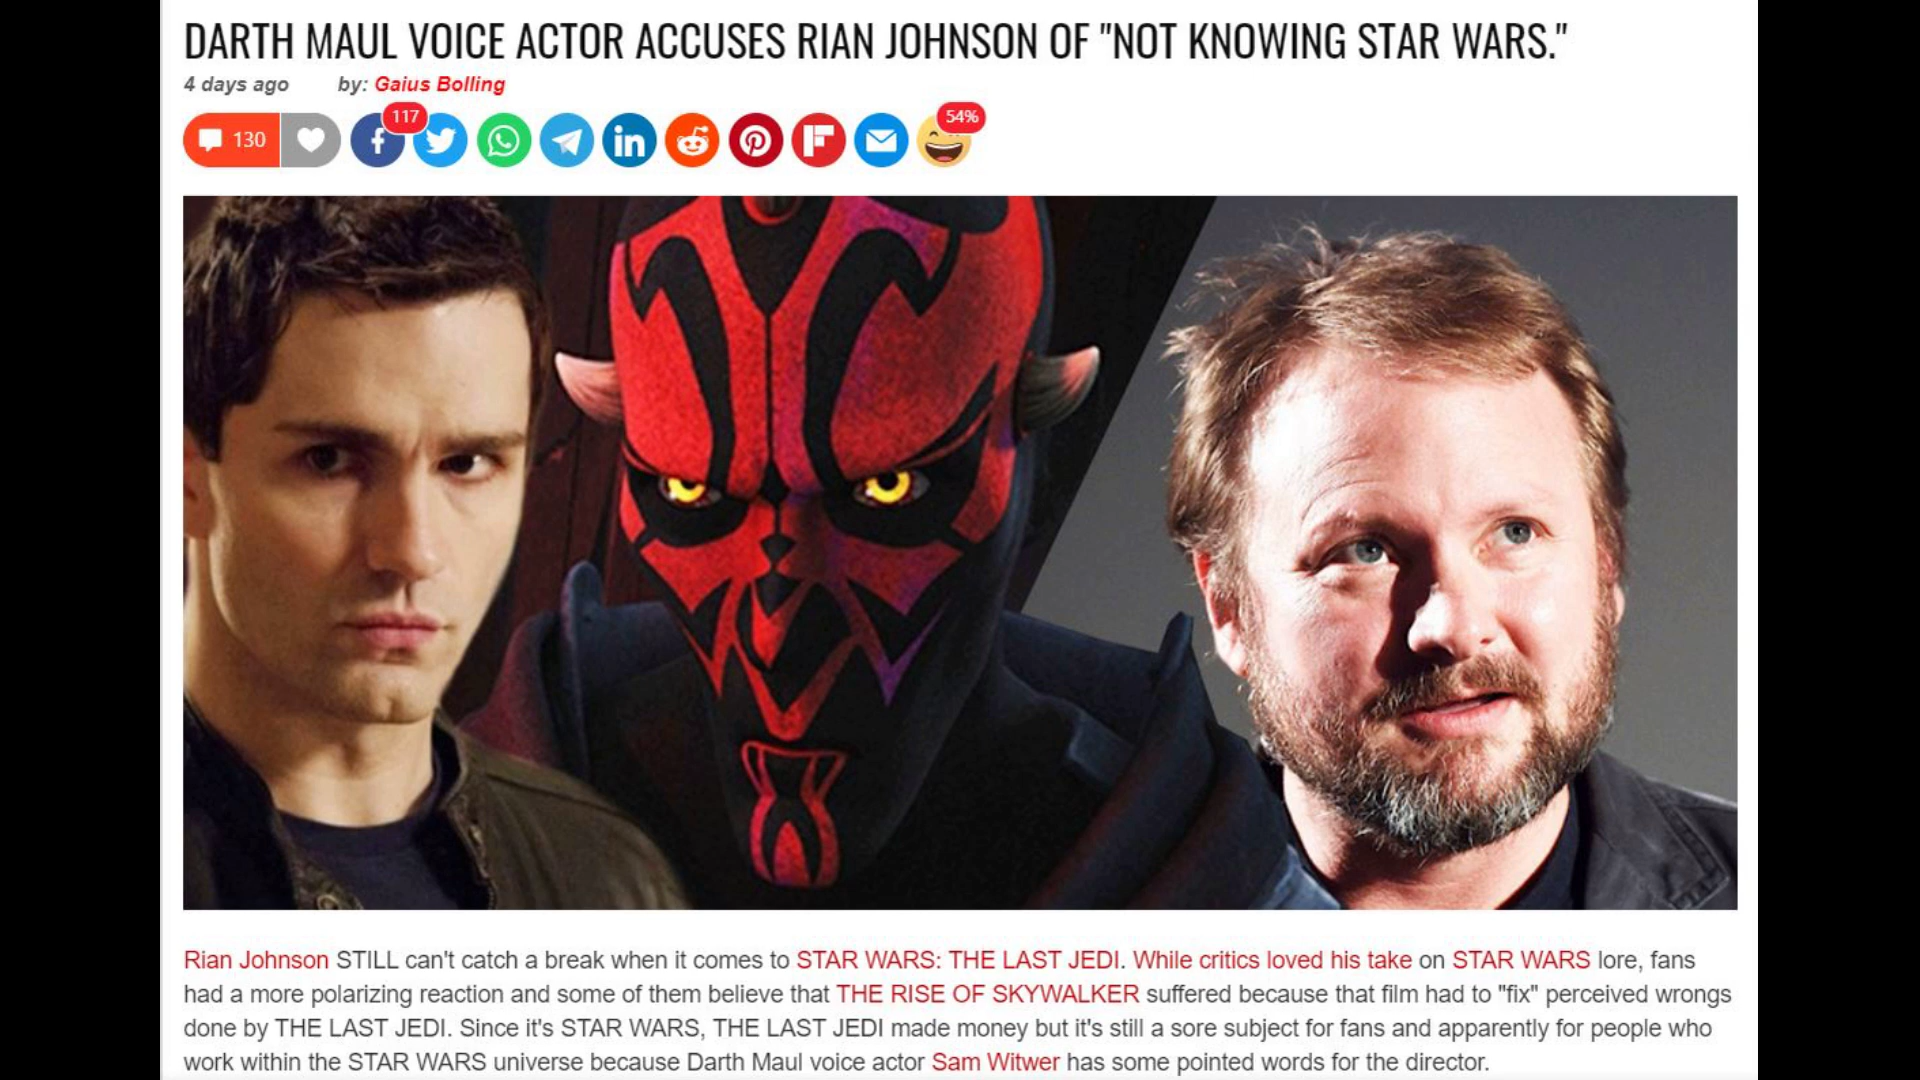 DARTH MAUL VOICE ACTOR ACCUSES RIAN JOHNSON OF "NOT KNOWING STAR WARS."
4 days ago by: Gaius Bolling
130 117 54%
Rian Johnson STILL can't catch a break when it comes to STAR WARS: THE LAST JEDI. While critics loved his take on STAR WARS lore, fans
had a more polarizing reaction and some of them believe that THE RISE OF SKYWALKER suffered because that film had to "fix" perceived wrongs
done by THE LAST JEDI. Since it's STAR WARS, THE LAST JEDI made money but it's still a sore subject for fans and apparently for people who
work within the STAR WARS universe because Darth Maul voice actor Sam Witwer has some pointed words for the director.